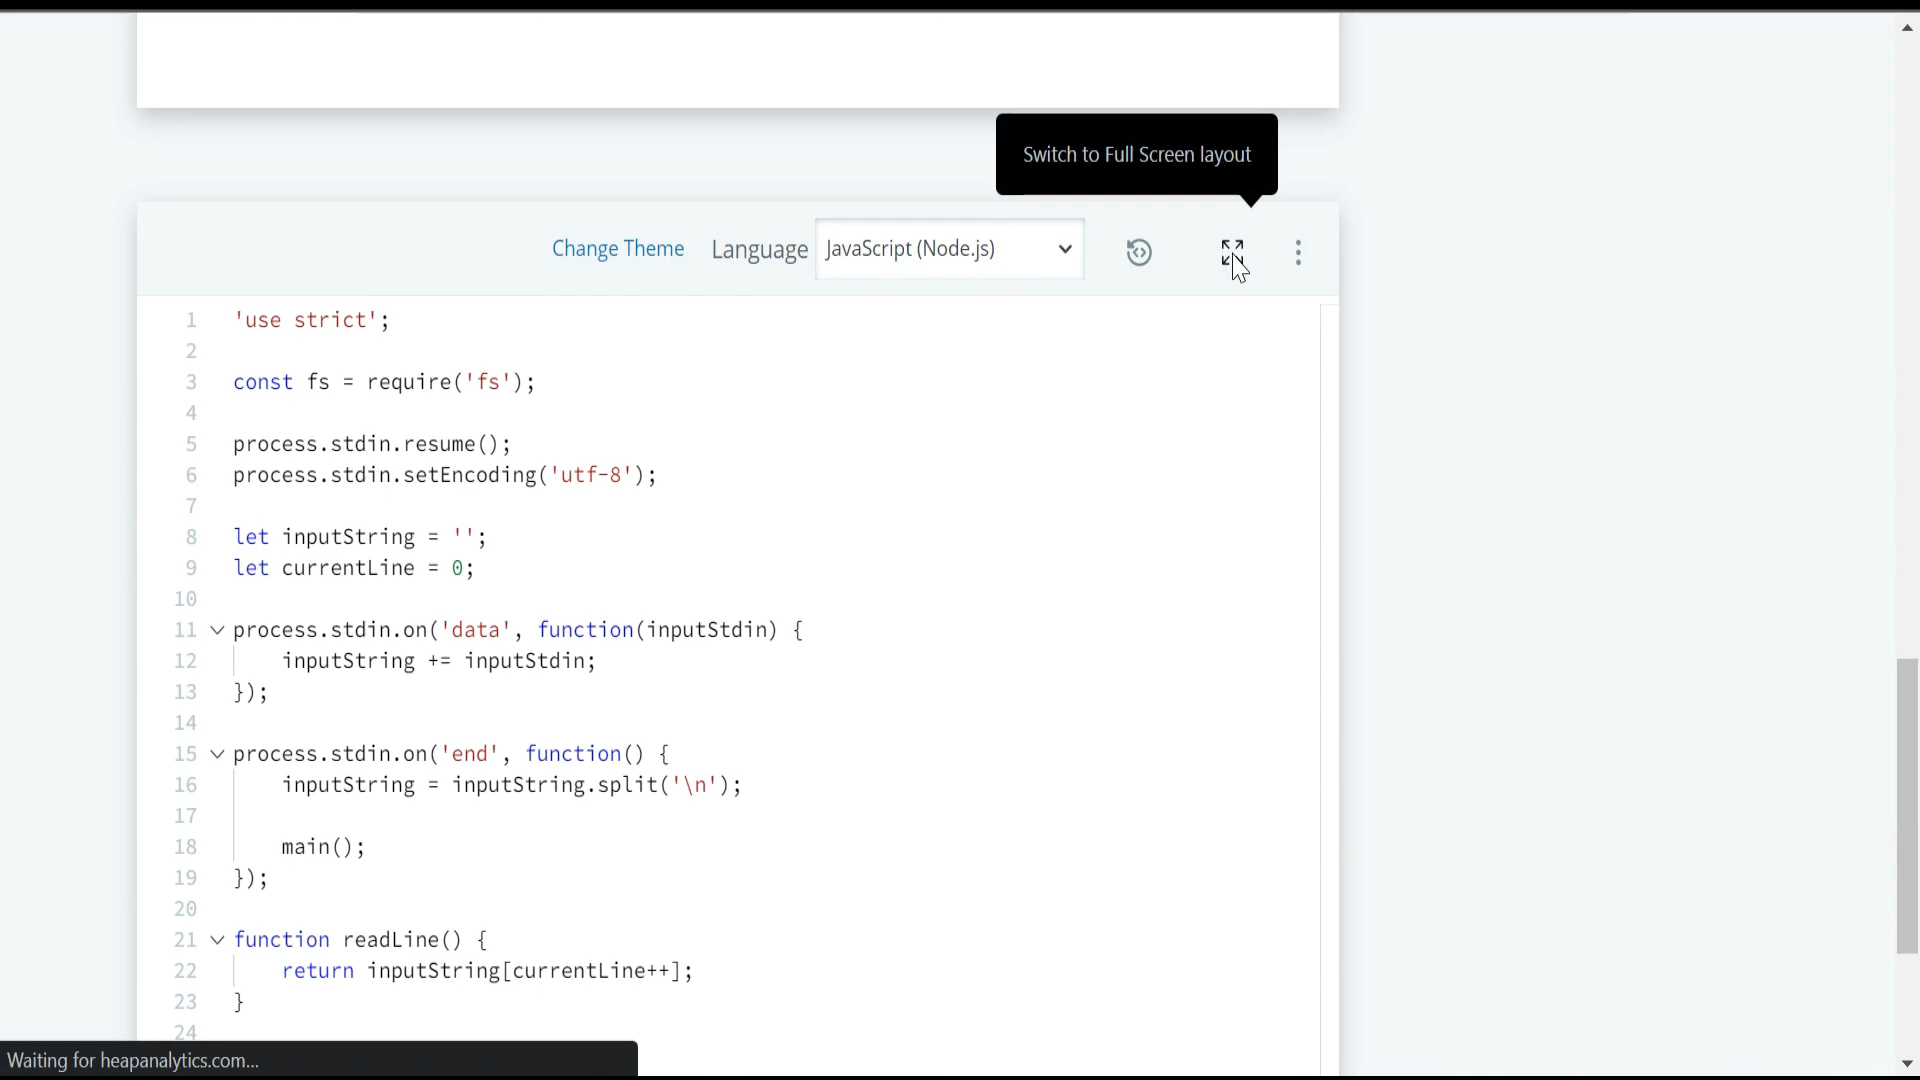 Switch to Full Screen layout
Change Theme Language JavaScript (Node.js)
1 'use strict';
2
3 const fs = require('fs');
4
5 process.stdin.resume();
6 process.stdin.setEncoding('utf-8');
7
8 let inputString = '';
9 let currentLine = 0;
10
11 process.stdin.on('data', function(inputStdin) {
12     inputString += inputStdin;
13 });
14
15 process.stdin.on('end', function() {
16     inputString = inputString.split('\n');
17
18     main();
19 });
20
21 function readLine() {
22     return inputString[currentLine++];
23 }
24
Waiting for heapanalytics.com...